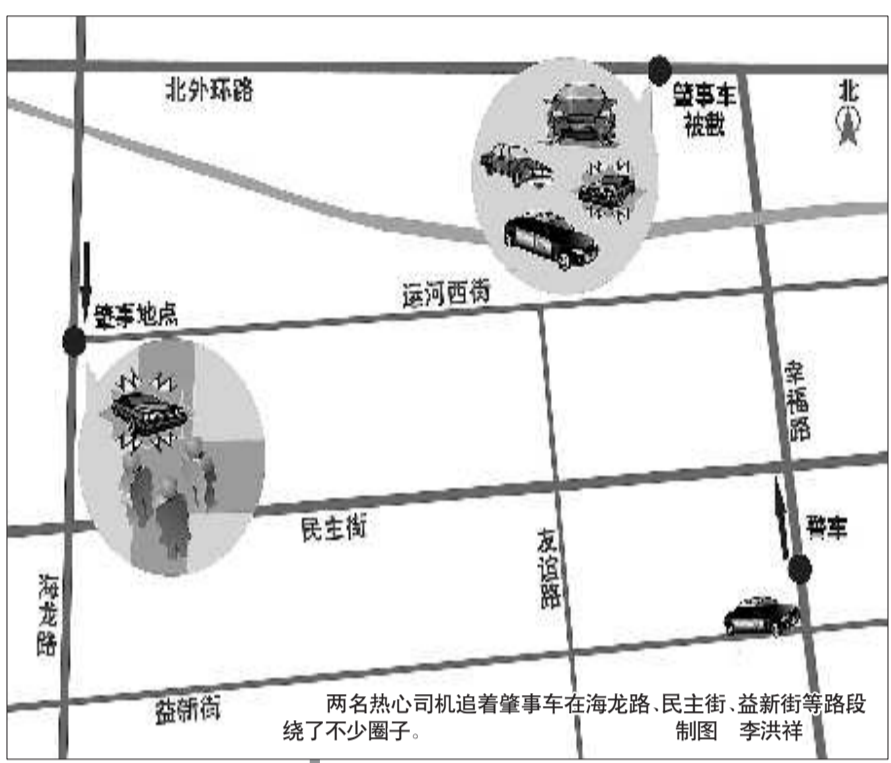 北外环路
肇事车
被截
北
运河西街
肇事地点
幸福路
民主街
友谊路
警车
海龙路
益新街
两名热心司机追着肇事车在海龙路、民主街、益新街等路段
绕了不少圈子。
制图 李洪祥